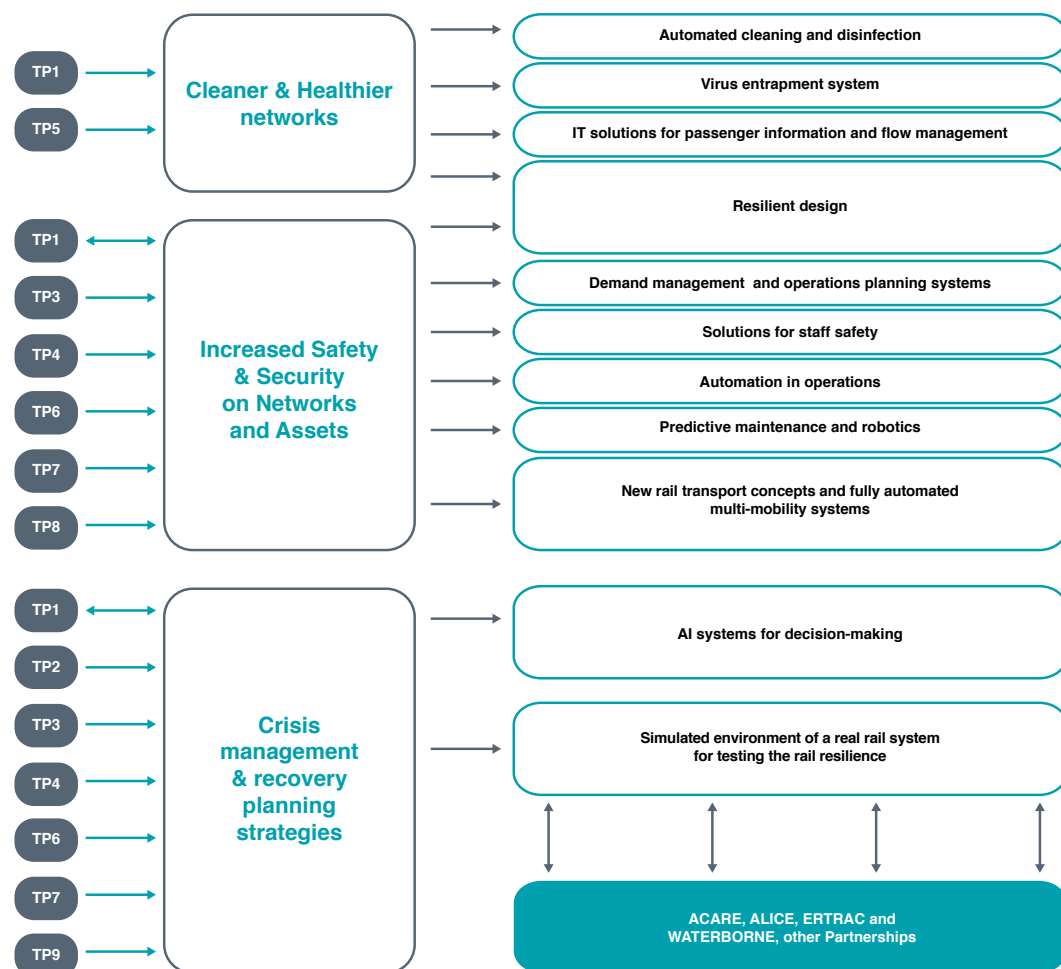 TP1
TP5
Cleaner & Healthier
networks
Automated cleaning and disinfection
Virus entrapment system
IT solutions for passenger information and flow management
Resilient design
TP1
TP3
TP4
TP6
TP7
TP8
Increased Safety
& Security
on Networks
and Assets
Demand management and operations planning systems
Solutions for staff safety
Automation in operations
Predictive maintenance and robotics
New rail transport concepts and fully automated
multi-mobility systems
TP1
TP2
TP3
TP4
TP6
TP7
TP9
Crisis
management
& recovery
planning
strategies
AI systems for decision-making
Simulated environment of a real rail system
for testing the rail resilience
ACARE, ALICE, ERTRAC and
WATERBORNE, other Partnerships